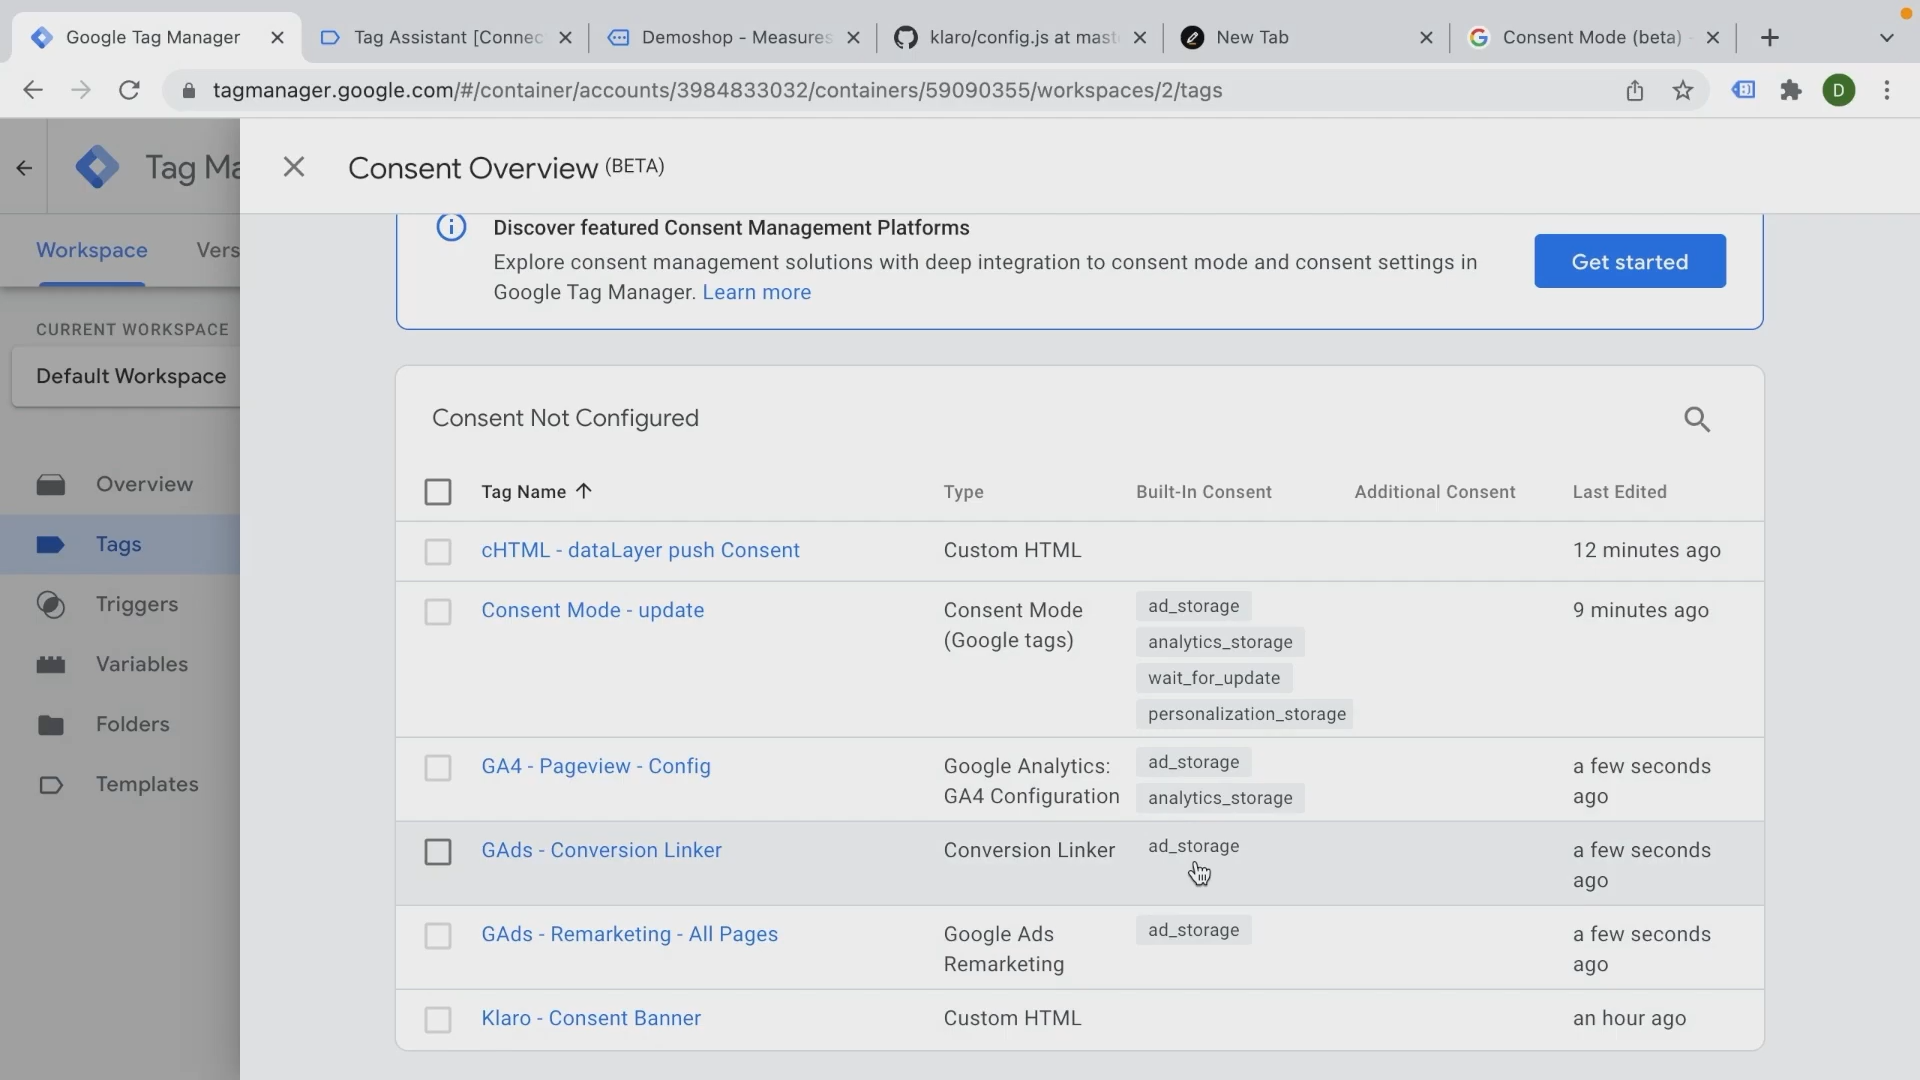 Google Tag Manager
Tag Assistant [Connec
Demoshop - Measures
klaro/config.js at mast
New Tab
Consent Mode (beta) -
tagmanager.google.com/#/container/accounts/3984833032/containers/59090355/workspaces/2/tags
D
Tag Ma
Consent Overview (BETA)
Workspace
Vers
Discover featured Consent Management Platforms
Explore consent management solutions with deep integration to consent mode and consent settings in
Google Tag Manager. Learn more
Get started
CURRENT WORKSPACE
Default Workspace
Overview
Tags
Triggers
Variables
Folders
Templates
Consent Not Configured
Tag Name Type Built-In Consent Additional Consent Last Edited
cHTML - dataLayer push Consent Custom HTML 12 minutes ago
Consent Mode - update Consent Mode ad_storage 9 minutes ago
(Google tags) analytics_storage
wait_for_update
personalization_storage
GA4 - Pageview - Config Google Analytics: ad_storage a few seconds
GA4 Configuration analytics_storage ago
GAds - Conversion Linker Conversion Linker ad_storage a few seconds
ago
GAds - Remarketing - All Pages Google Ads ad_storage a few seconds
Remarketing ago
Klaro - Consent Banner Custom HTML an hour ago